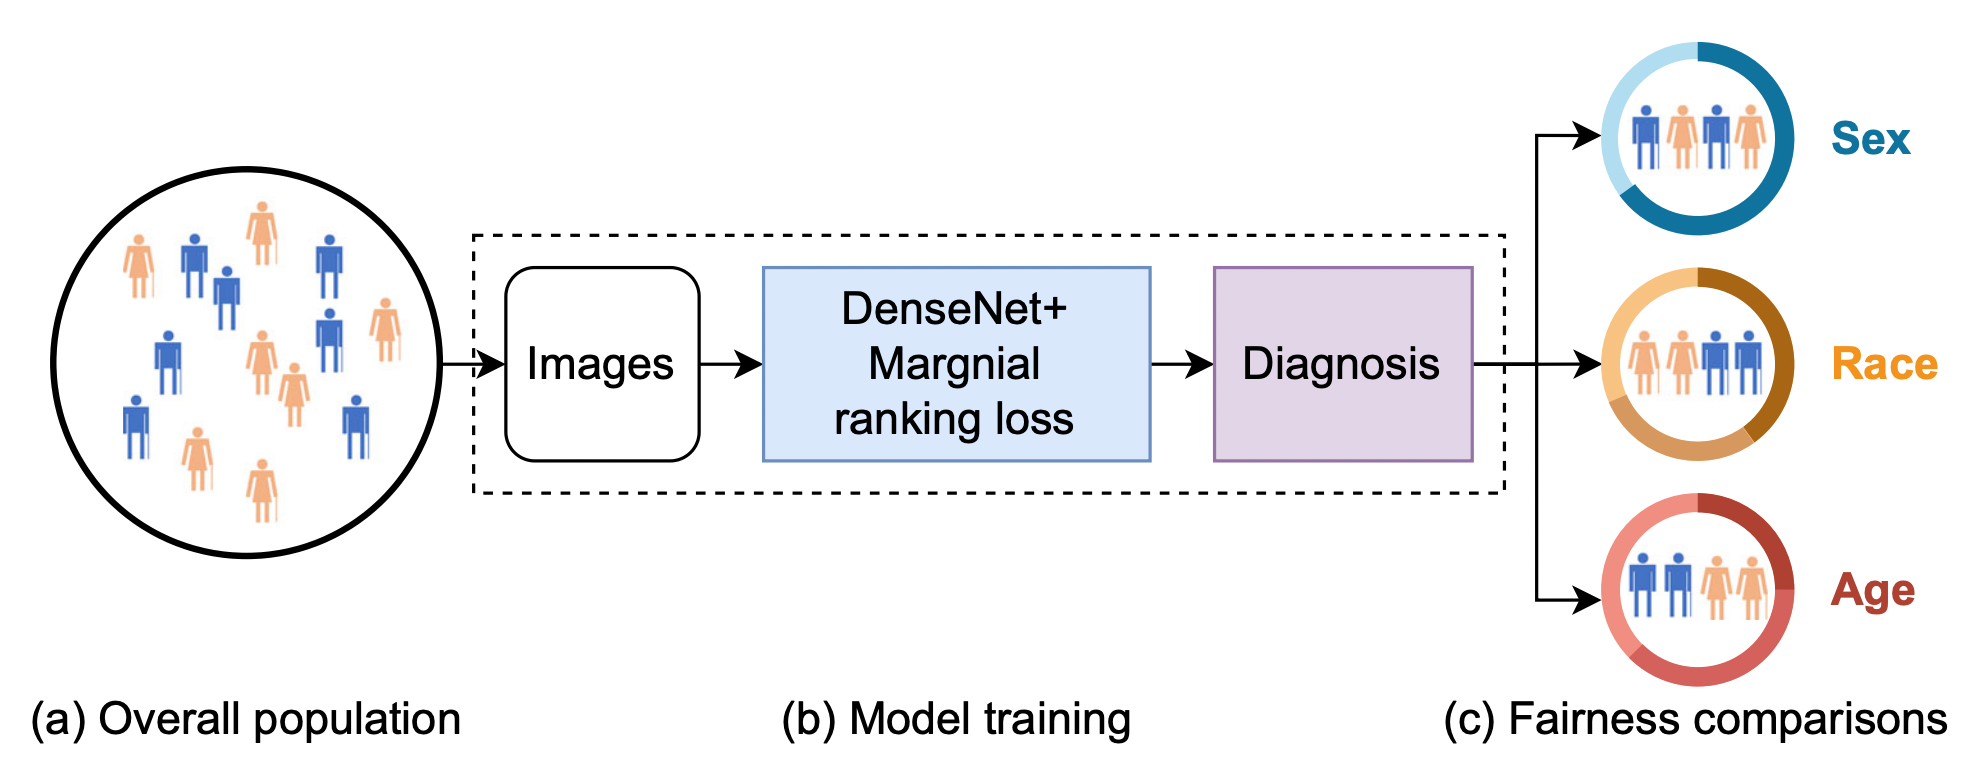 Images
DenseNet+
Margnial
ranking loss
Diagnosis
Sex
Race
Age
(a) Overall population
(b) Model training
(c) Fairness comparisons